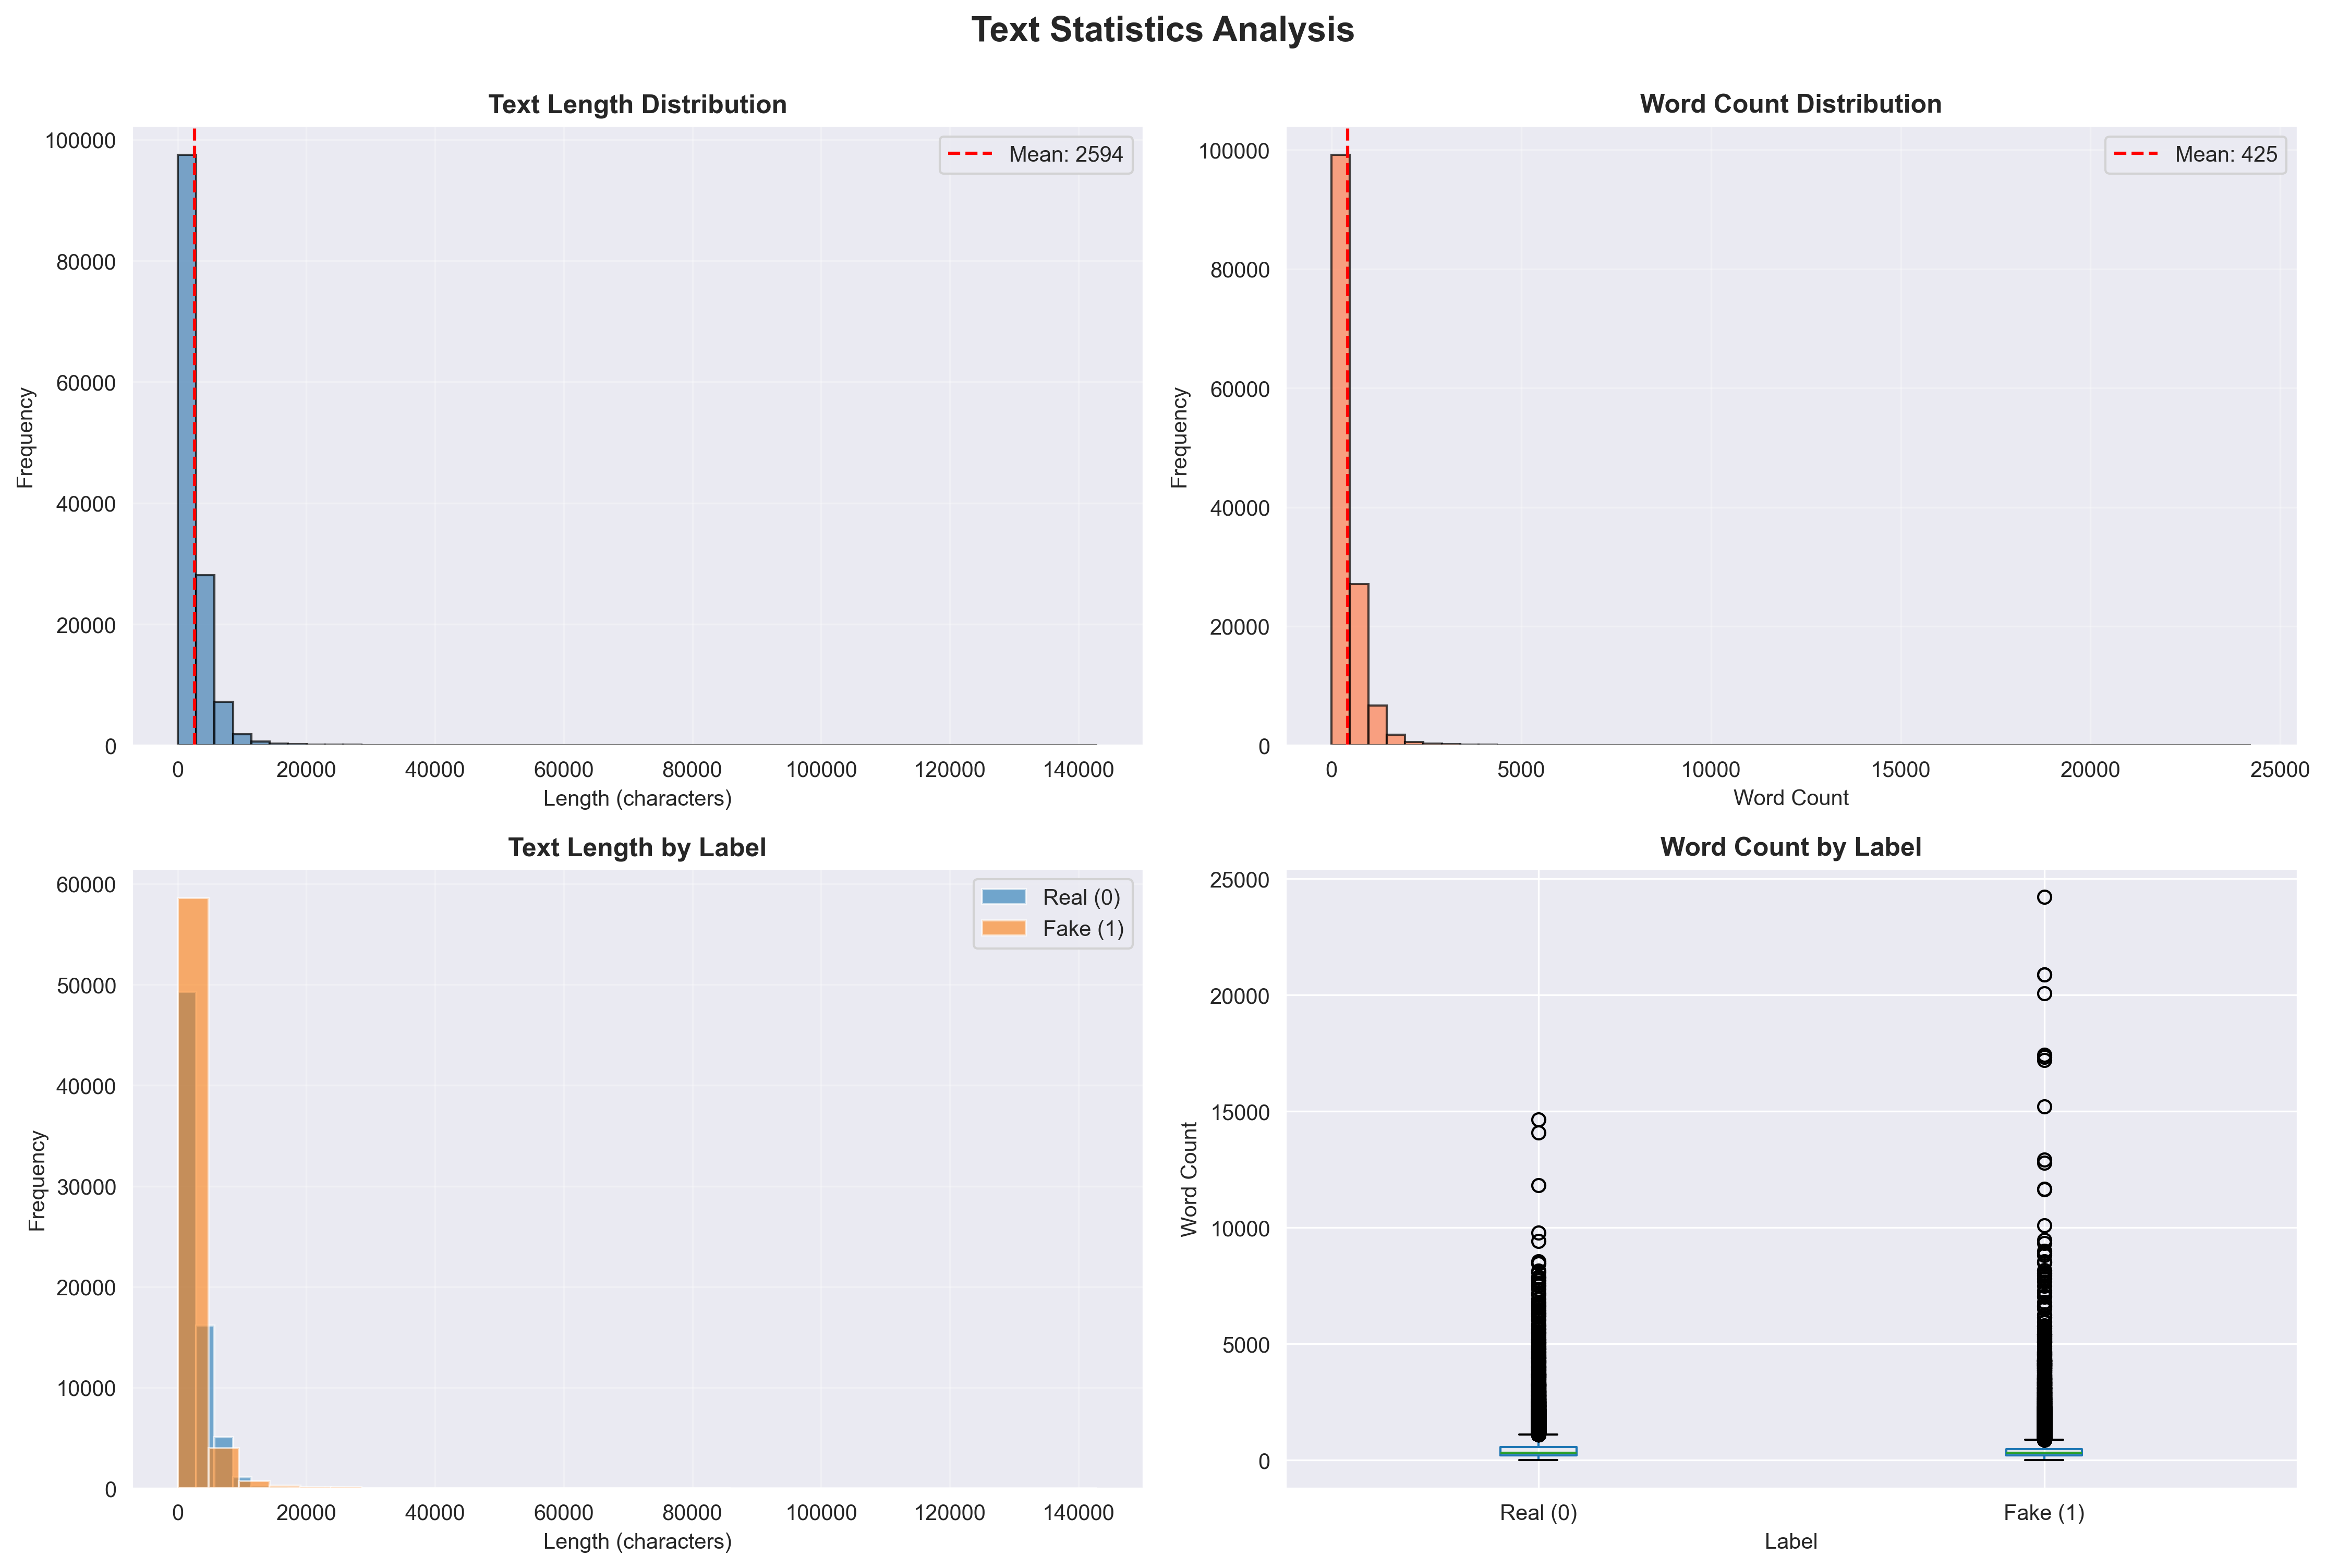 Text Statistics Analysis
Text Length Distribution
100000
80000
60000
40000
20000
0
Frequency
Mean: 2594
0 20000 40000 60000 80000 100000 120000 140000
Length (characters)
Word Count Distribution
100000
80000
60000
40000
20000
0
Frequency
Mean: 425
0 5000 10000 15000 20000 25000
Word Count
Text Length by Label
60000
50000
40000
30000
20000
10000
0
Frequency
Real (0)
Fake (1)
0 20000 40000 60000 80000 100000 120000 140000
Length (characters)
Word Count by Label
25000
20000
15000
10000
5000
0
Word Count
Real (0) Fake (1)
Label